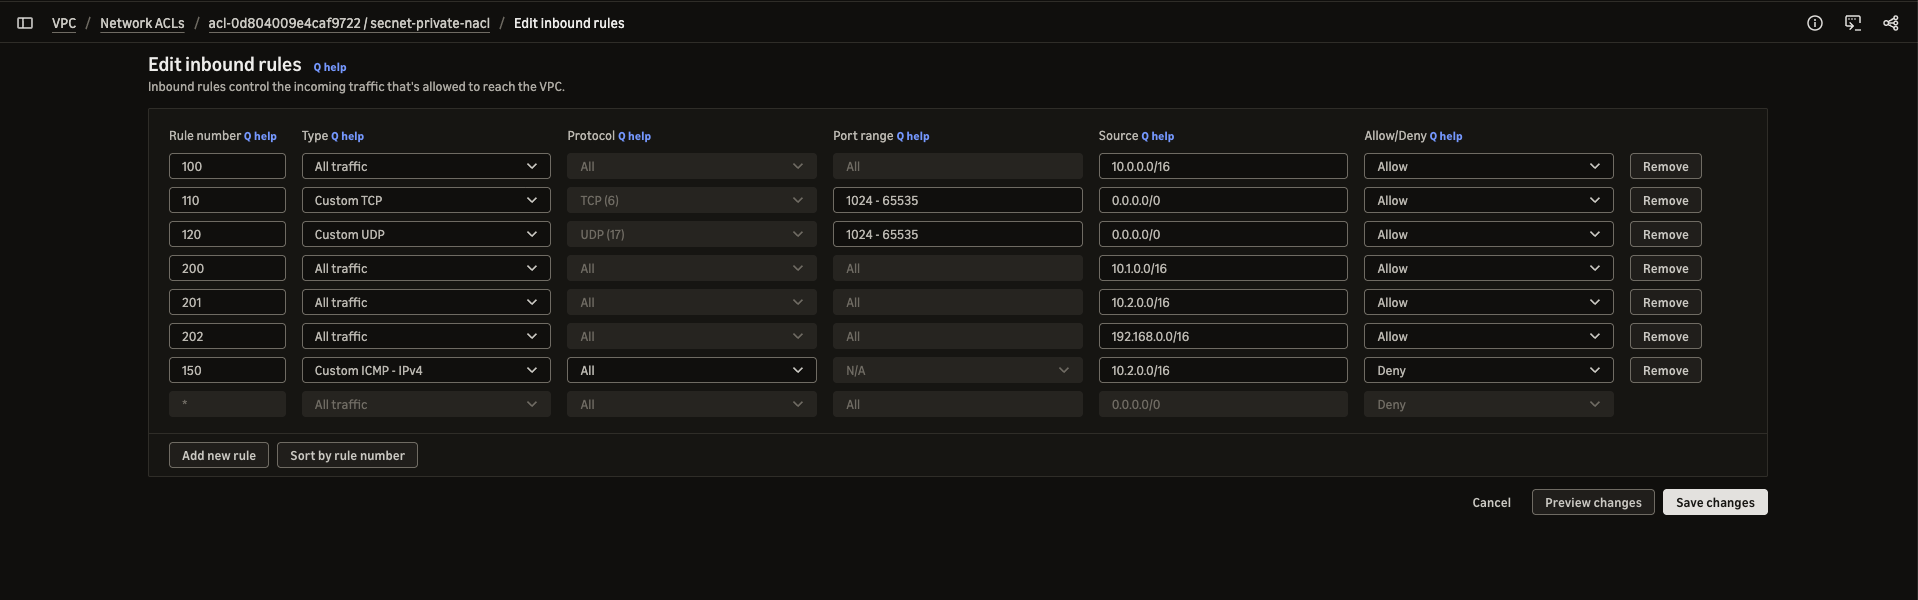 VPC / Network ACLs / acl-0d804009e4caf9722 / secnet-private-nacl / Edit inbound rules
Edit inbound rules Q help
Inbound rules control the incoming traffic that's allowed to reach the VPC.
Rule number Q help Type Q help Protocol Q help Port range Q help Source Q help Allow/Deny Q help
100 All traffic All All 10.0.0.0/16 Allow Remove
110 Custom TCP TCP (6) 1024 - 65535 0.0.0.0/0 Allow Remove
120 Custom UDP UDP (17) 1024 - 65535 0.0.0.0/0 Allow Remove
200 All traffic All All 10.1.0.0/16 Allow Remove
201 All traffic All All 10.2.0.0/16 Allow Remove
202 All traffic All All 192.168.0.0/16 Allow Remove
150 Custom ICMP - IPv4 All N/A 10.2.0.0/16 Deny Remove
* All traffic All All 0.0.0.0/0 Deny
Add new rule Sort by rule number
Cancel Preview changes Save changes